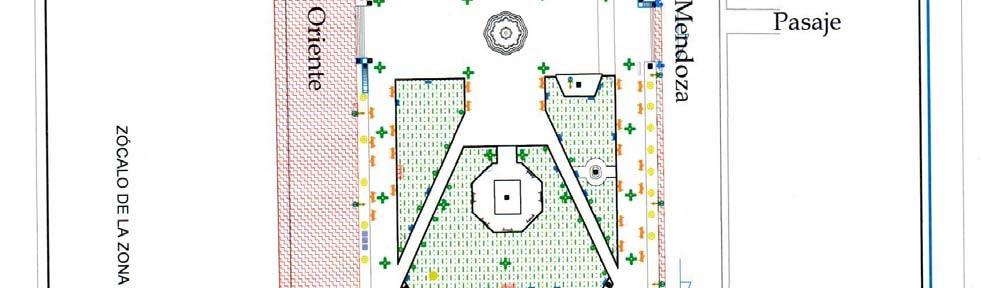 Oriente
Mendoza
Pasaje
ZÓCALO DE LA ZONA